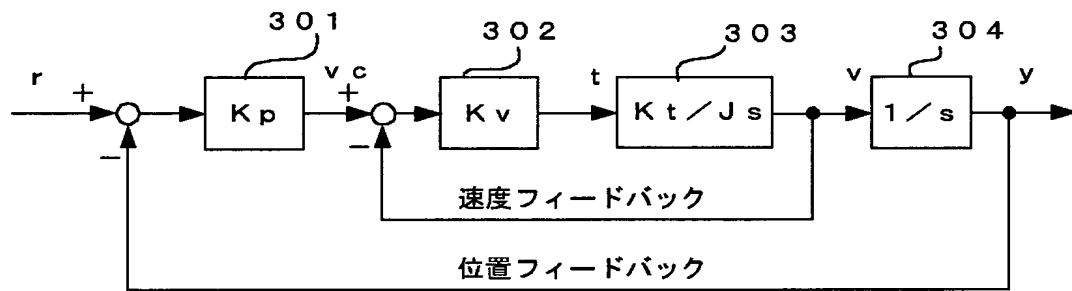 301
302
303
304
r
+
−
Kp
vc
+
−
Kv
t
Kt/Js
v
1/s
y
速度フィードバック
位置フィードバック